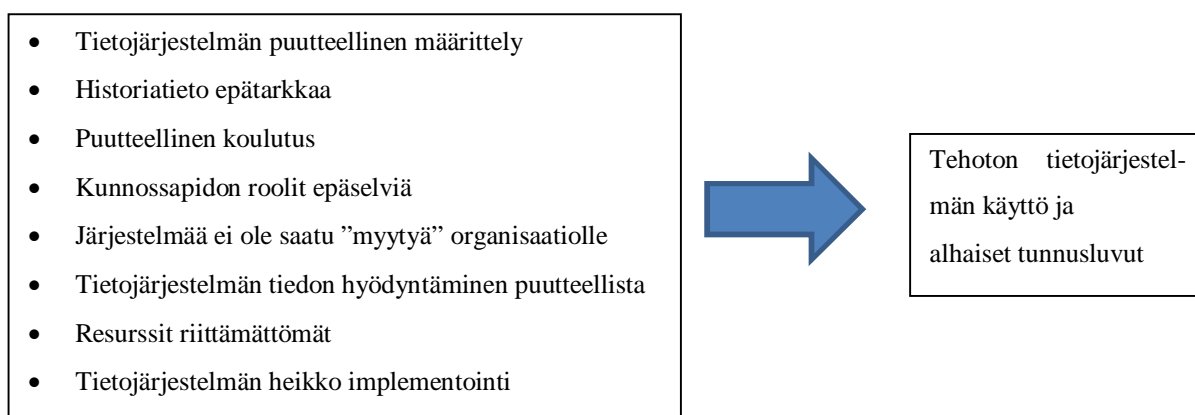 • Tietojärjestelmän puutteellinen määrittely
• Historiatieto epätarkkaa
• Puutteellinen koulutus
• Kunnossapidon roolit epäselviä
• Järjestelmää ei ole saatu ”myytyä” organisaatiolle
• Tietojärjestelmän tiedon hyödyntäminen puutteellista
• Resurssit riittämättömät
• Tietojärjestelmän heikko implementointi
Tehoton tietojärjestel-
män käyttö ja
alhaiset tunnusluvut